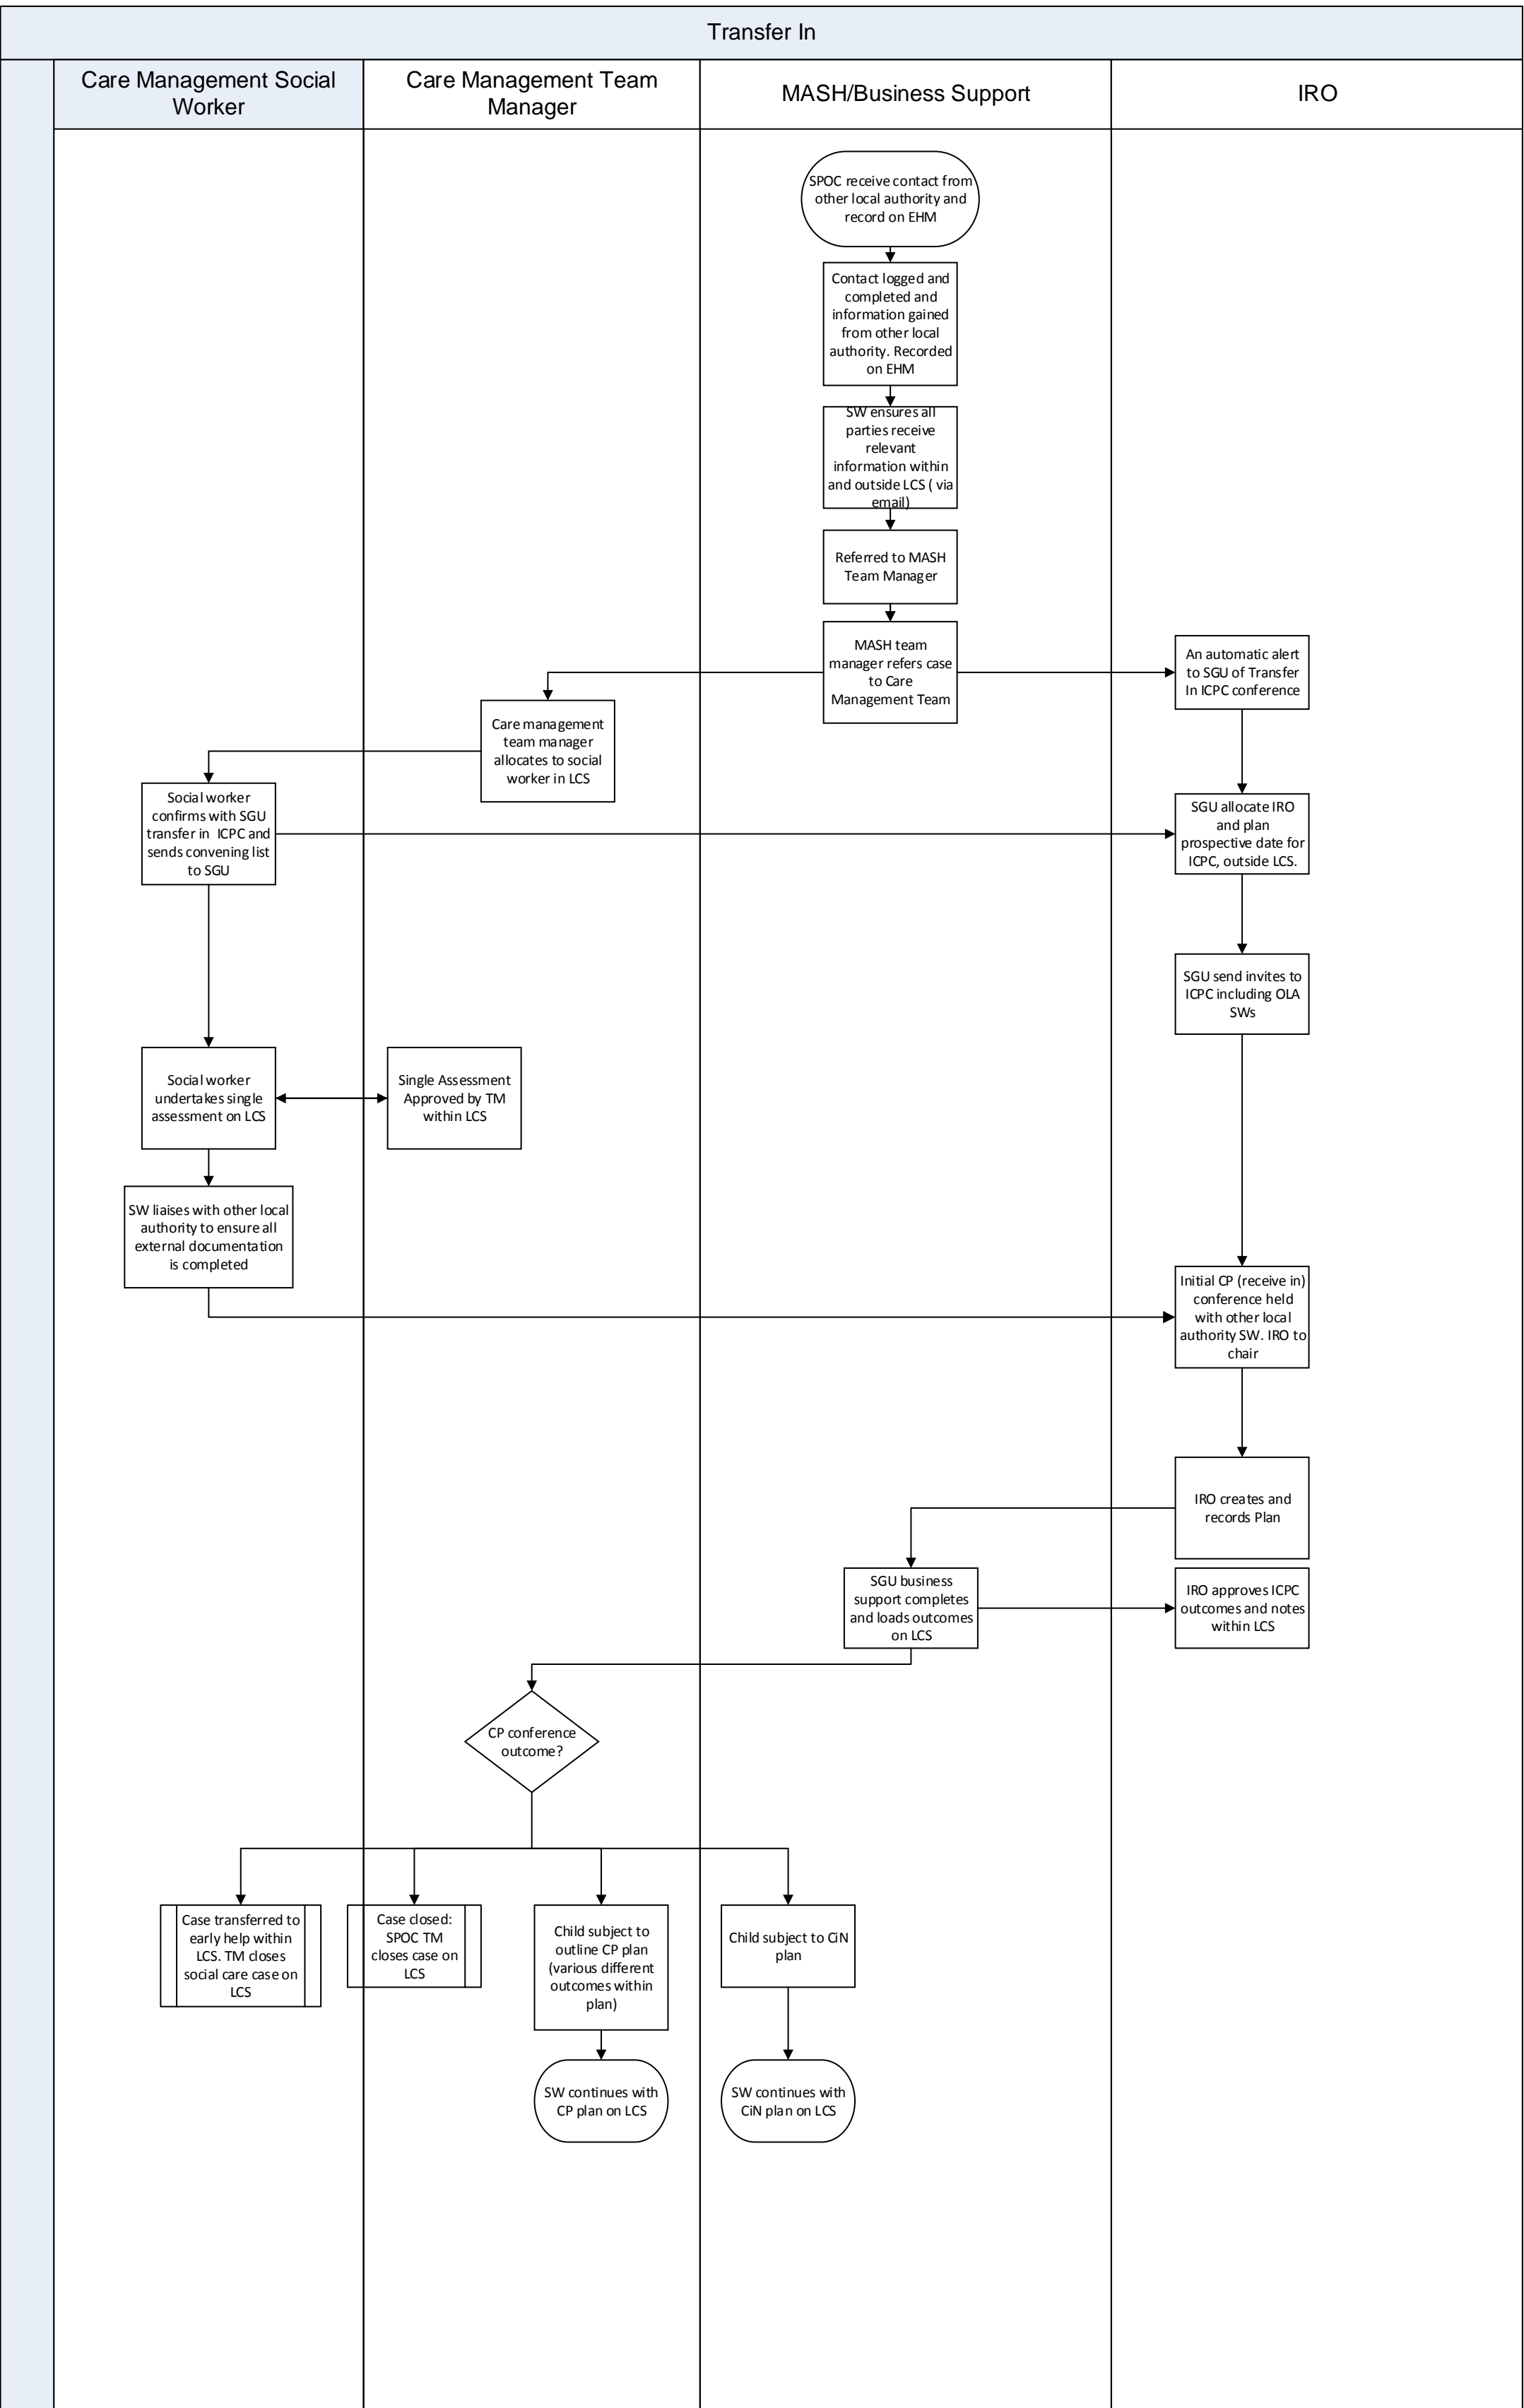 Transfer In
Care Management Social
Worker
Care Management Team
Manager
MASH/Business Support
IRO
SPOC receive contact from
other local authority and
record on EHM
Contact logged and
completed and
information gained
from other local
authority. Recorded
on EHM
SW ensures all
parties receive
relevant
information within
and outside LCS ( via
email)
Referred to MASH
Team Manager
MASH team
manager refers case
to Care
Management Team
An automatic alert
to SGU of Transfer
In ICPC conference
Care management
team manager
allocates to social
worker in LCS
Social worker
confirms with SGU
transfer in  ICPC and
sends convening list
to SGU
SGU allocate IRO
and plan
prospective date for
ICPC, outside LCS.
SGU send invites to
ICPC including OLA
SWs
Social worker
undertakes single
assessment on LCS
Single Assessment
Approved by TM
within LCS
SW liaises with other local
authority to ensure all
external documentation
is completed
Initial CP (receive in)
conference held
with other local
authority SW. IRO to
chair
IRO creates and
records Plan
SGU business
support completes
and loads outcomes
on LCS
IRO approves ICPC
outcomes and notes
within LCS
CP conference
outcome?
Case transferred to
early help within
LCS. TM closes
social care case on
LCS
Case closed:
SPOC TM
closes case on
LCS
Child subject to
outline CP plan
(various different
outcomes within
plan)
Child subject to CiN
plan
SW continues with
CP plan on LCS
SW continues with
CiN plan on LCS